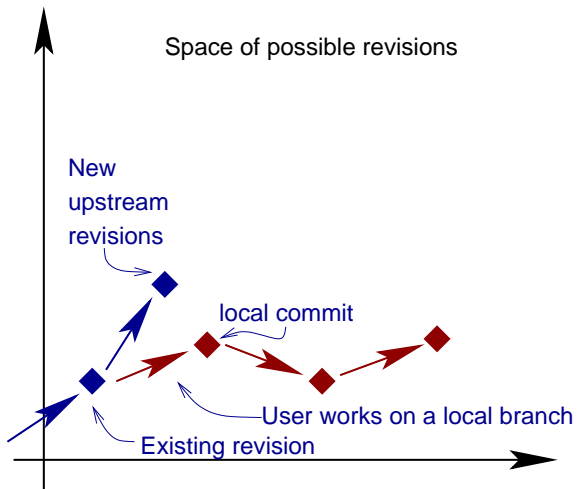 Space of possible revisions
New
upstream
revisions
local commit
User works on a local branch
Existing revision